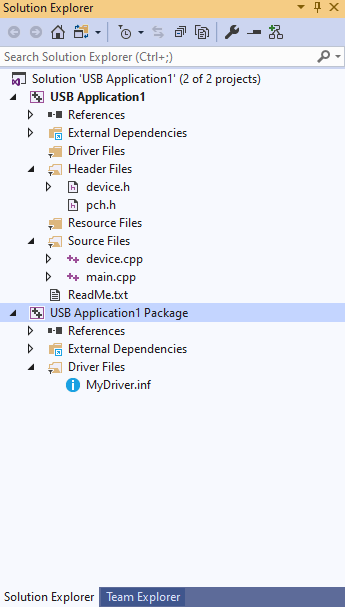 Solution Explorer
Search Solution Explorer (Ctrl+;)
Solution 'USB Application1' (2 of 2 projects)
USB Application1
References
External Dependencies
Driver Files
Header Files
device.h
pch.h
Resource Files
Source Files
device.cpp
main.cpp
ReadMe.txt
USB Application1 Package
References
External Dependencies
Driver Files
MyDriver.inf
Solution Explorer Team Explorer